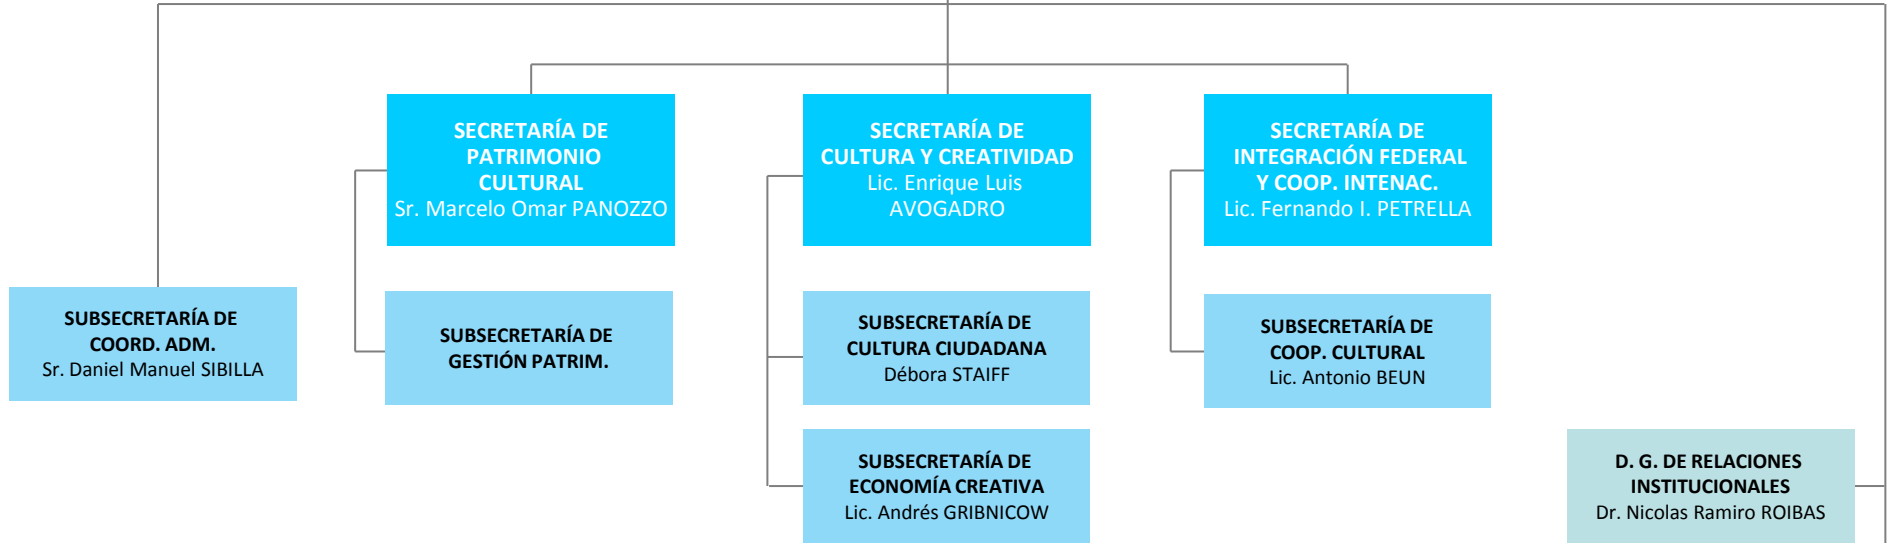 SECRETARÍA DE
PATRIMONIO
CULTURAL
Sr. Marcelo Omar PANOZZO
SECRETARÍA DE
CULTURA Y CREATIVIDAD
Lic. Enrique Luis
AVOGADRO
SECRETARÍA DE
INTEGRACIÓN FEDERAL
Y COOP. INTENAC.
Lic. Fernando I. PETRELLA
SUBSECRETARÍA DE
COORD. ADM.
Sr. Daniel Manuel SIBILLA
SUBSECRETARÍA DE
GESTIÓN PATRIM.
SUBSECRETARÍA DE
CULTURA CIUDADANA
Débora STAIFF
SUBSECRETARÍA DE
COOP. CULTURAL
Lic. Antonio BEUN
SUBSECRETARÍA DE
ECONOMÍA CREATIVA
Lic. Andrés GRIBNICOW
D. G. DE RELACIONES
INSTITUCIONALES
Dr. Nicolas Ramiro ROIBAS